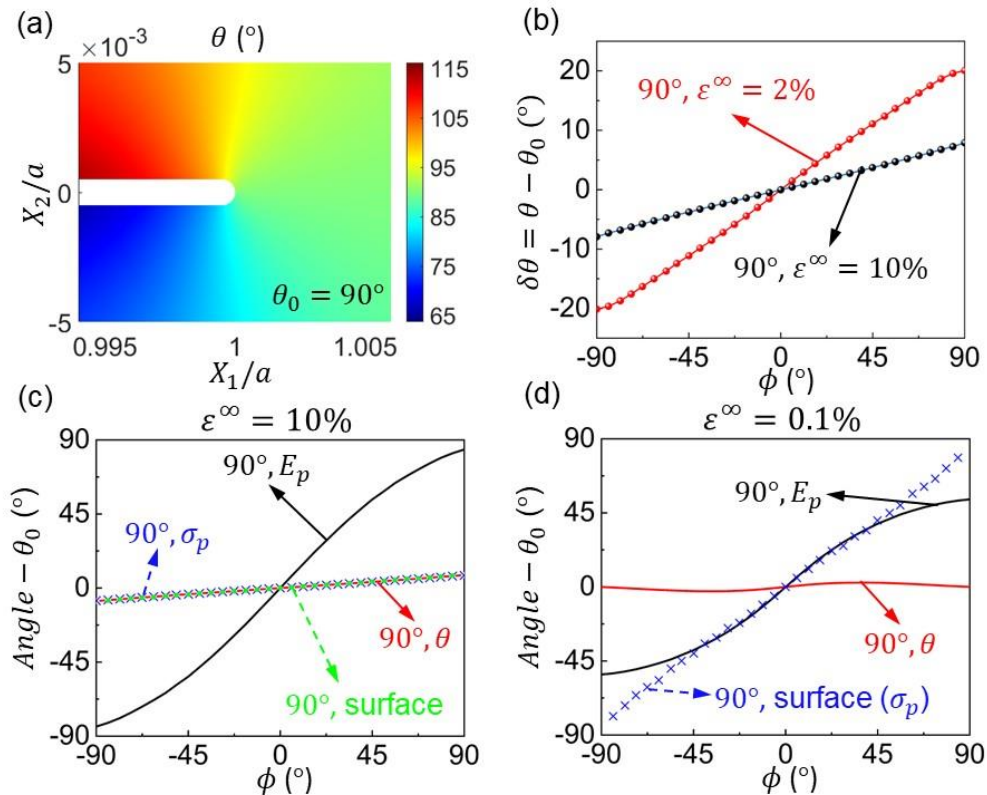 (a)
×10⁻³
θ (°)
5
0
-5
X₂/a
0.995
1
1.005
X₁/a
θ₀ = 90°
115
105
95
85
75
65
(b)
20
10
0
-10
-20
δθ = θ − θ₀ (°)
90°, ε^∞ = 2%
90°, ε^∞ = 10%
-90
-45
0
45
90
ϕ (°)
(c)
ε^∞ = 10%
90
45
0
-45
-90
Angle − θ₀ (°)
90°, E_p
90°, σ_p
90°, θ
90°, surface
-90
-45
0
45
90
ϕ (°)
(d)
ε^∞ = 0.1%
90
45
0
-45
-90
Angle − θ₀ (°)
90°, E_p
90°, θ
90°, surface (σ_p)
-90
-45
0
45
90
ϕ (°)